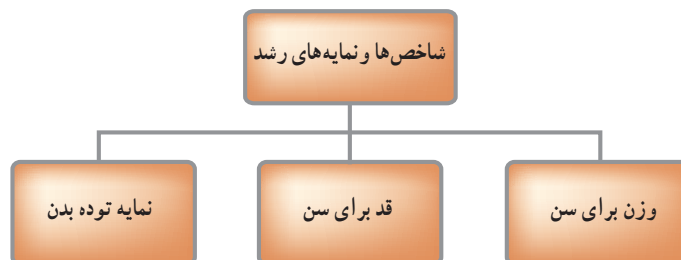 شاخص‌ها و نمایه‌های رشد
وزن برای سن
قد برای سن
نمایه توده بدن